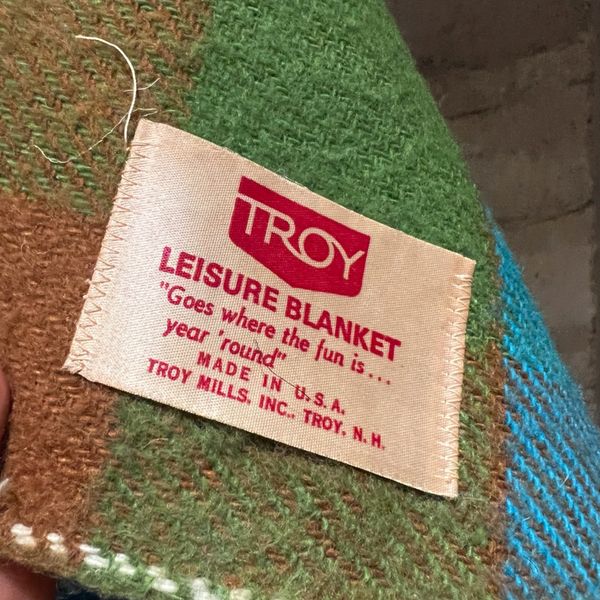 TROY
LEISURE BLANKET
"Goes where the fun is...
year 'round"
MADE IN U.S.A.
TROY MILLS, INC., TROY, N.H.